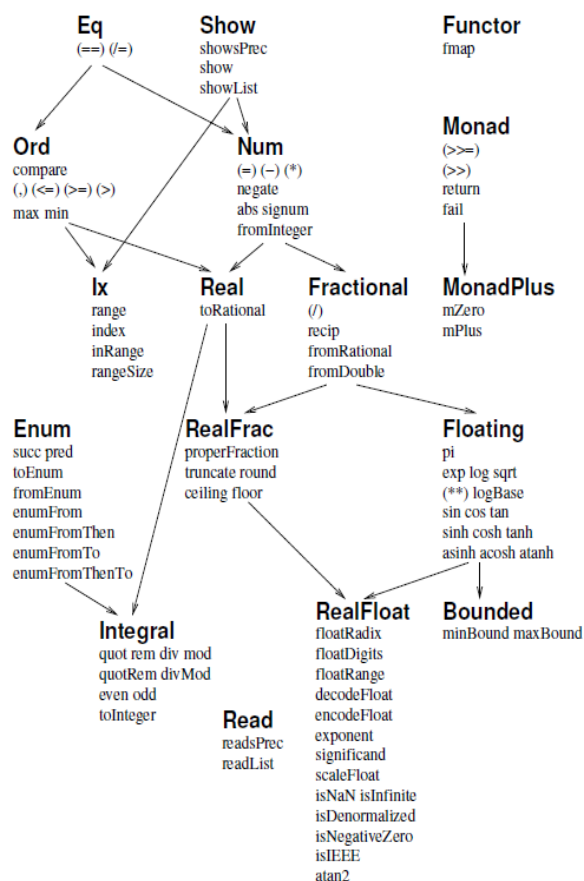 Eq
(==) (/=)
Show
showsPrec
show
showList
Functor
fmap
Ord
compare
(,) (<=) (>=) (>)
max min
Num
(=) (−) (*)
negate
abs signum
fromInteger
Monad
(>>=)
(>>)
return
fail
Ix
range
index
inRange
rangeSize
Real
toRational
Fractional
(/)
recip
fromRational
fromDouble
MonadPlus
mZero
mPlus
Enum
succ pred
toEnum
fromEnum
enumFrom
enumFromThen
enumFromTo
enumFromThenTo
RealFrac
properFraction
truncate round
ceiling floor
Floating
pi
exp log sqrt
(**) logBase
sin cos tan
sinh cosh tanh
asinh acosh atanh
Integral
quot rem div mod
quotRem divMod
even odd
toInteger
Read
readsPrec
readList
RealFloat
floatRadix
floatDigits
floatRange
decodeFloat
encodeFloat
exponent
significand
scaleFloat
isNaN isInfinite
isDenormalized
isNegativeZero
isIEEE
atan2
Bounded
minBound maxBound